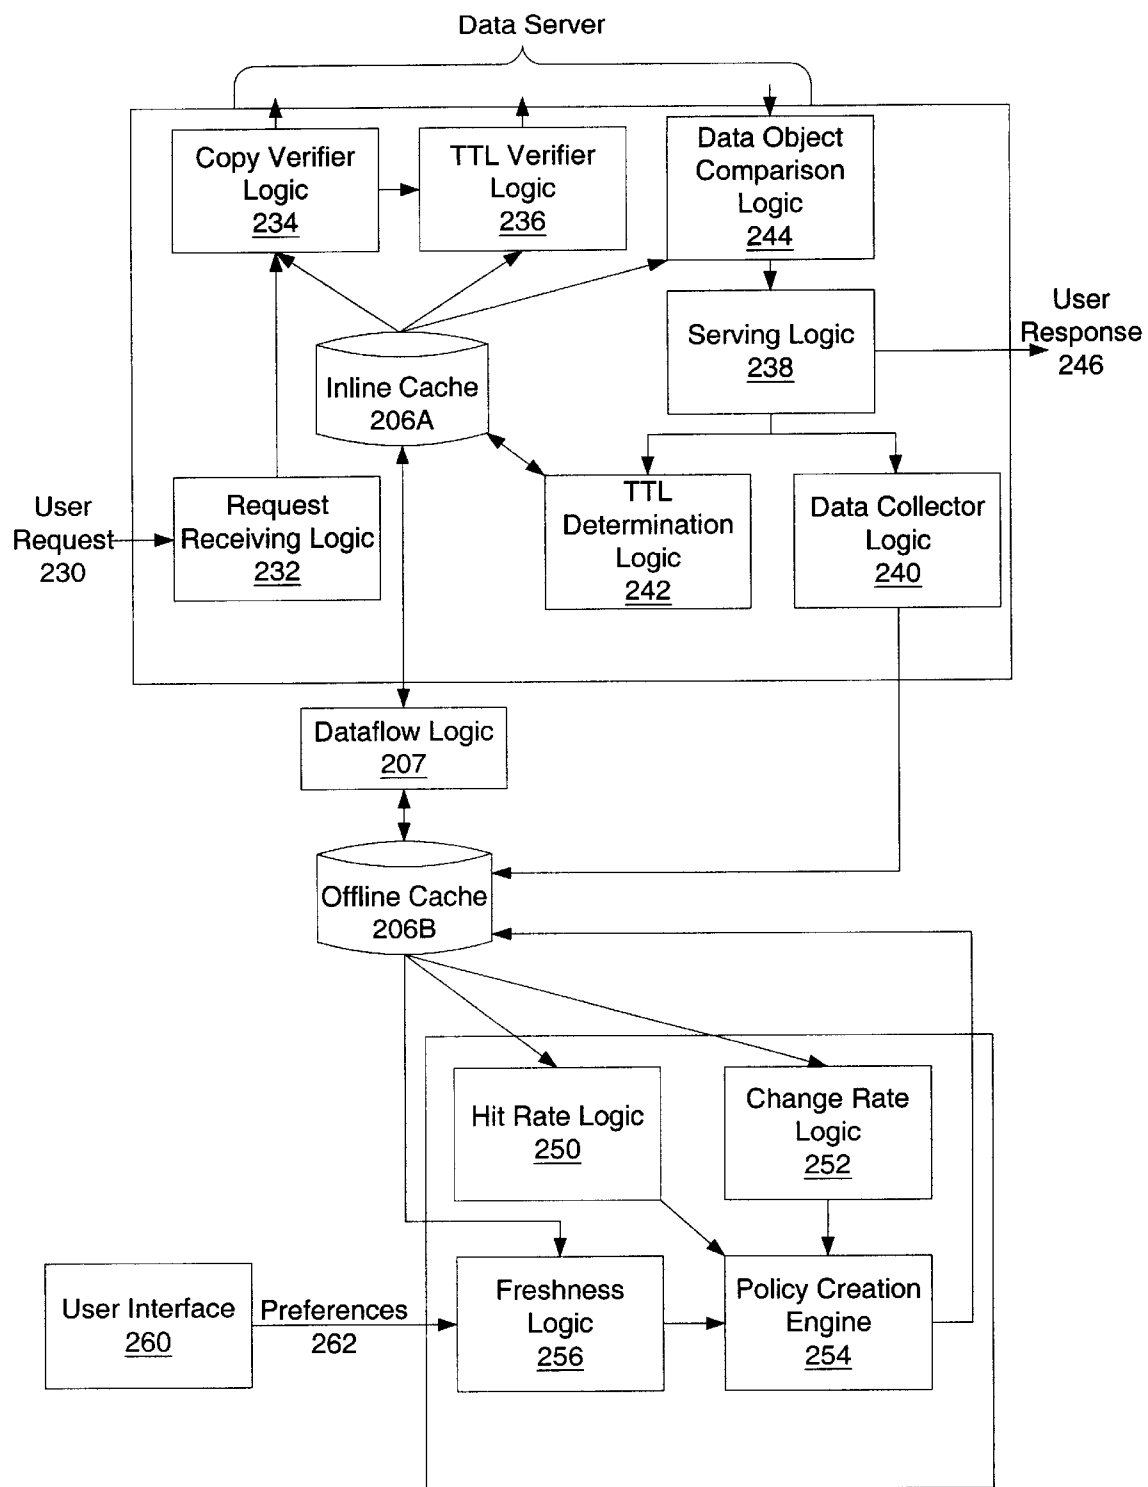 Data Server
Copy Verifier
Logic
234
TTL Verifier
Logic
236
Data Object
Comparison
Logic
244
Serving Logic
238
User
Response
246
Inline Cache
206A
User
Request
230
Request
Receiving Logic
232
TTL
Determination
Logic
242
Data Collector
Logic
240
Dataflow Logic
207
Offline Cache
206B
Hit Rate Logic
250
Change Rate
Logic
252
User Interface
260
Preferences
262
Freshness
Logic
256
Policy Creation
Engine
254